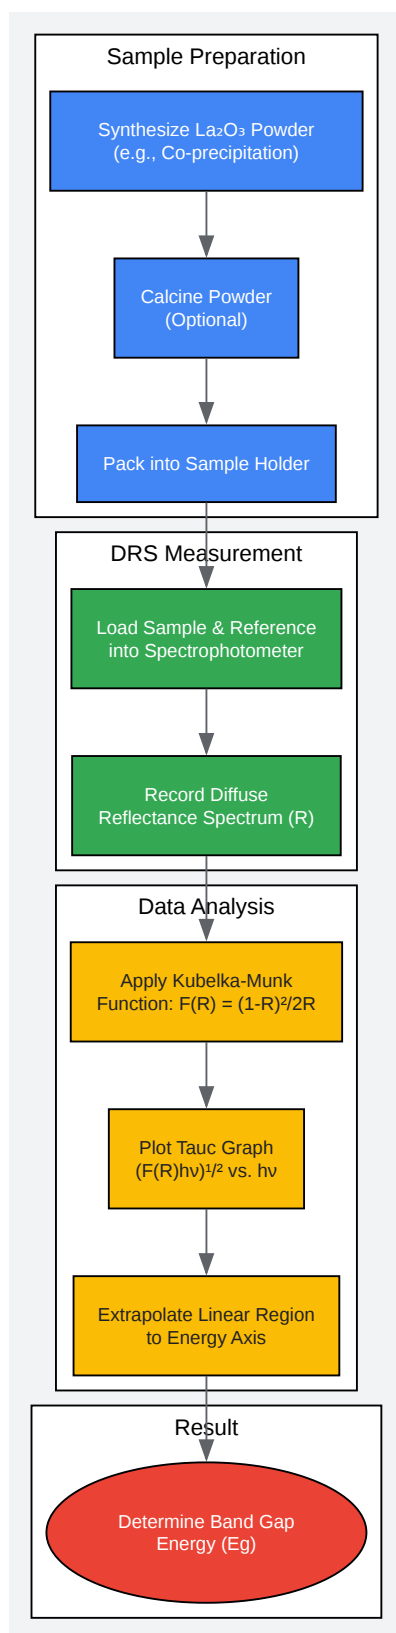 Sample Preparation
Synthesize La₂O₃ Powder
(e.g., Co-precipitation)
Calcine Powder
(Optional)
Pack into Sample Holder
DRS Measurement
Load Sample & Reference
into Spectrophotometer
Record Diffuse
Reflectance Spectrum (R)
Data Analysis
Apply Kubelka-Munk
Function: F(R) = (1-R)²/2R
Plot Tauc Graph
(F(R)hν)¹/² vs. hν
Extrapolate Linear Region
to Energy Axis
Result
Determine Band Gap
Energy (Eg)